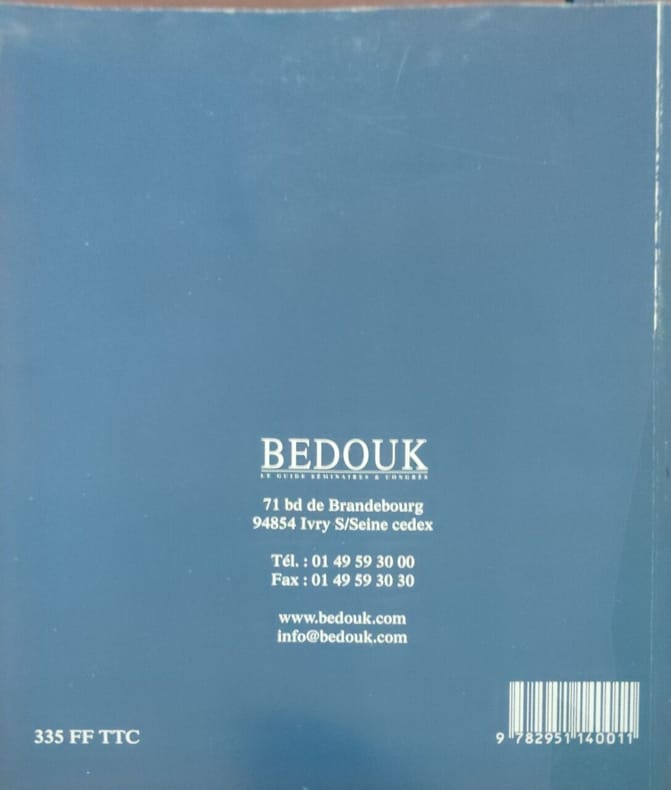 BEDOUK
LE GUIDE SÉMINAIRES & CONGRÈS
71 bd de Brandebourg
94854 Ivry S/Seine cedex
Tél. : 01 49 59 30 00
Fax : 01 49 59 30 30
www.bedouk.com
info@bedouk.com
335 FF TTC
9 782951 140011